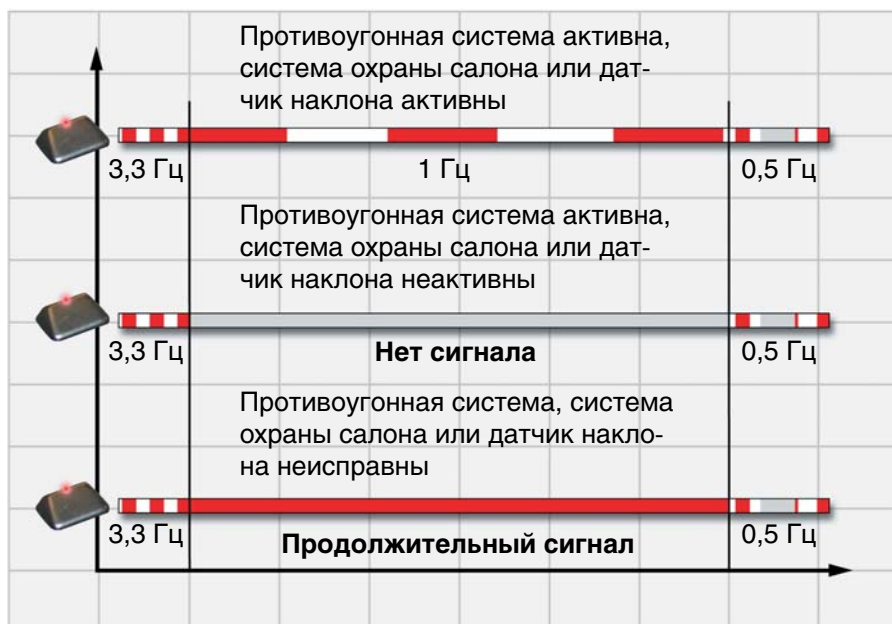 Противоугонная система активна,
система охраны салона или дат-
чик наклона активны
3,3 Гц
1 Гц
0,5 Гц
Противоугонная система активна,
система охраны салона или дат-
чик наклона неактивны
3,3 Гц
Нет сигнала
0,5 Гц
Противоугонная система, система
охраны салона или датчик накло-
на неисправны
3,3 Гц
Продолжительный сигнал
0,5 Гц